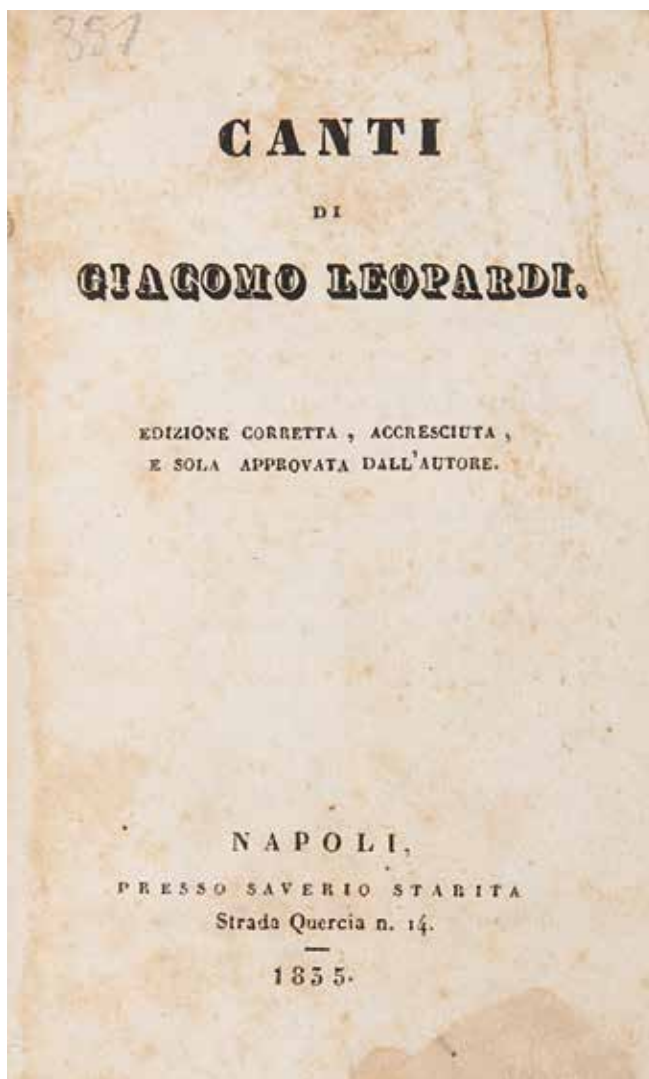 351
CANTI
DI
GIACOMO LEOPARDI.
EDIZIONE CORRETTA, ACCRESCIUTA,
E SOLA APPROVATA DALL'AUTORE.
NAPOLI,
PRESSO SAVERIO STARITA
Strada Quercia n. 14.
1835.